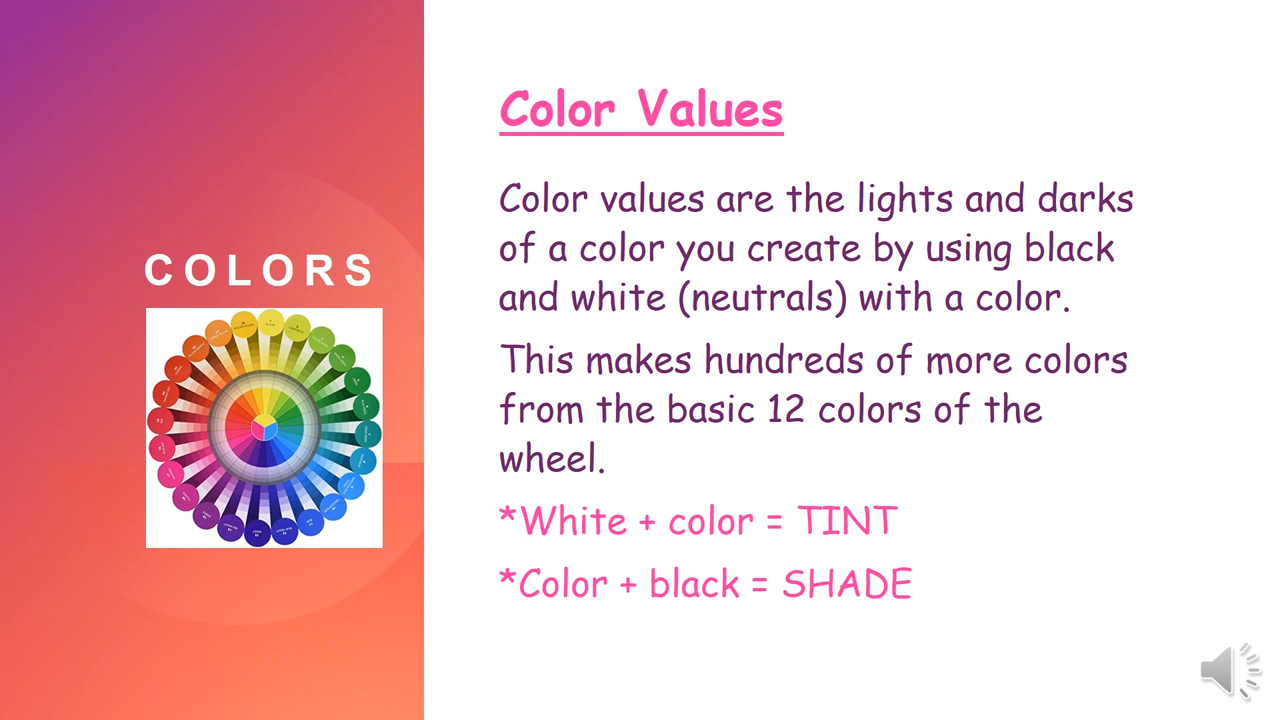 COLORS
Color Values
Color values are the lights and darks
of a color you create by using black
and white (neutrals) with a color.
This makes hundreds of more colors
from the basic 12 colors of the
wheel.
*White + color = TINT
*Color + black = SHADE